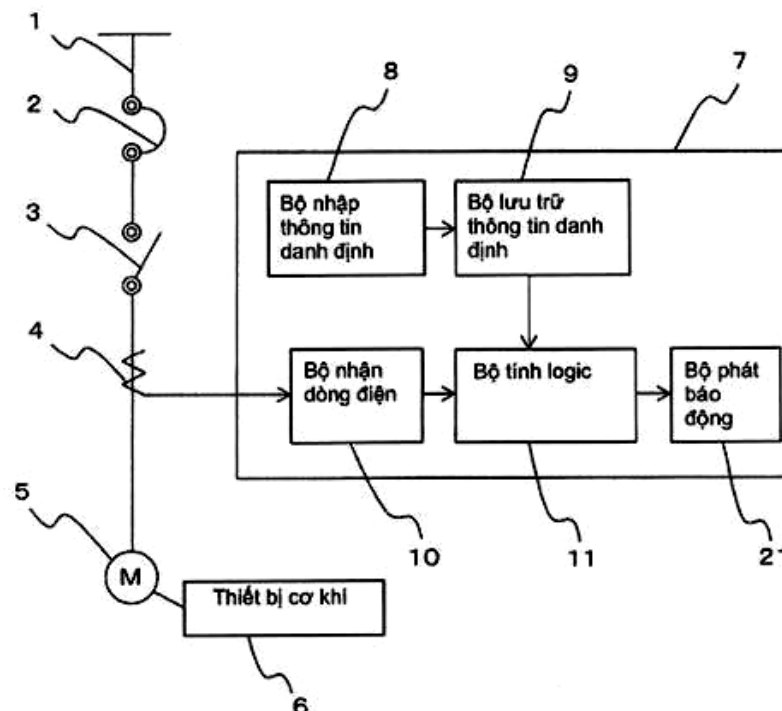 1
2
3
4
5
6
7
8
9
Bộ nhập
thông tin
danh định
Bộ lưu trữ
thông tin danh
định
Bộ nhận
dòng điện
Bộ tính logic
Bộ phát
báo
động
10
11
21
M
Thiết bị cơ khí